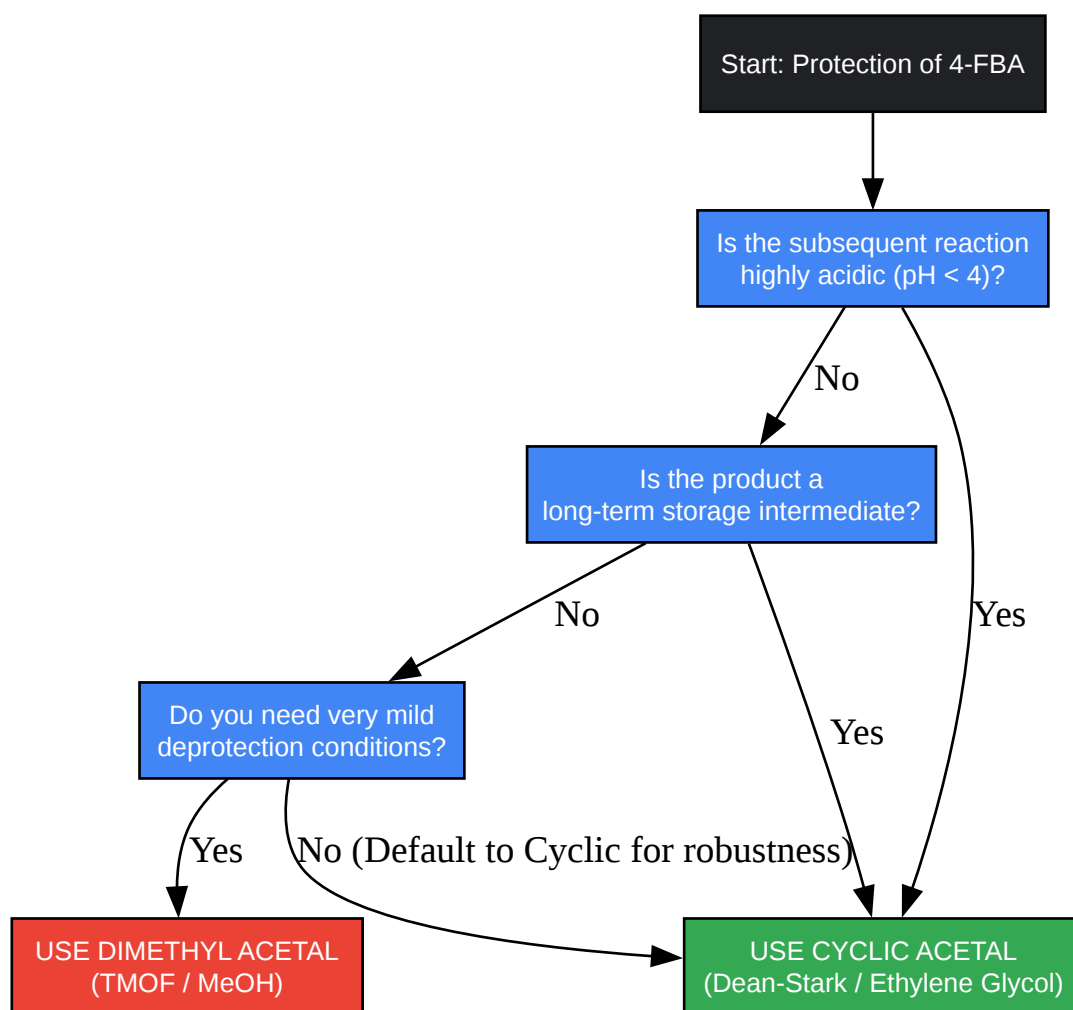 Start: Protection of 4-FBA
Is the subsequent reaction
highly acidic (pH < 4)?
No
Is the product a
long-term storage intermediate?
No
Yes
Do you need very mild
deprotection conditions?
Yes
Yes
No (Default to Cyclic for robustness)
USE DIMETHYL ACETAL
(TMOF / MeOH)
USE CYCLIC ACETAL
(Dean-Stark / Ethylene Glycol)